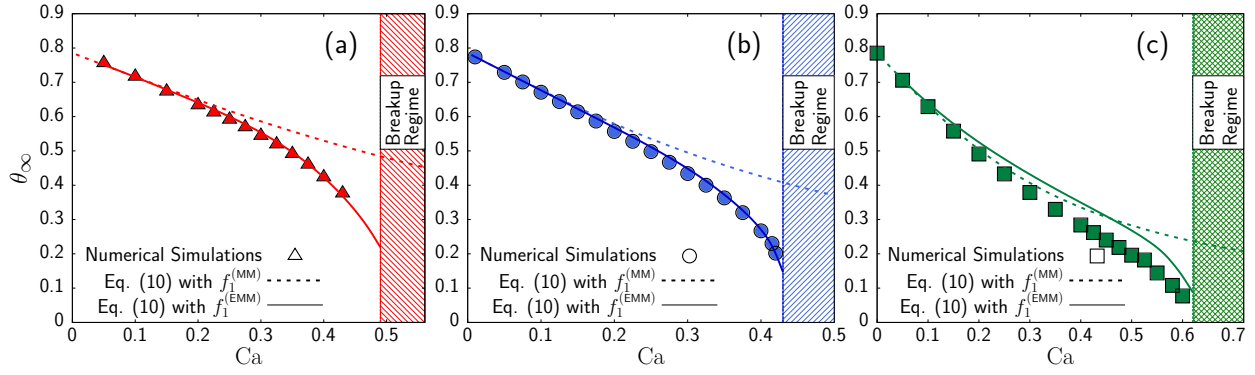 (a)
0.9
0.8
0.7
0.6
0.5
0.4
0.3
0.2
0.1
0
θ∞
Breakup
Regime
Numerical Simulations
Eq. (10) with f₁^(MM)
Eq. (10) with f₁^(EMM)
0 0.1 0.2 0.3 0.4 0.5
Ca
(b)
0.9
0.8
0.7
0.6
0.5
0.4
0.3
0.2
0.1
0
Breakup
Regime
Numerical Simulations
Eq. (10) with f₁^(MM)
Eq. (10) with f₁^(EMM)
0 0.1 0.2 0.3 0.4 0.5
Ca
(c)
0.9
0.8
0.7
0.6
0.5
0.4
0.3
0.2
0.1
0
Breakup
Regime
Numerical Simulations
Eq. (10) with f₁^(MM)
Eq. (10) with f₁^(EMM)
0 0.1 0.2 0.3 0.4 0.5 0.6 0.7
Ca